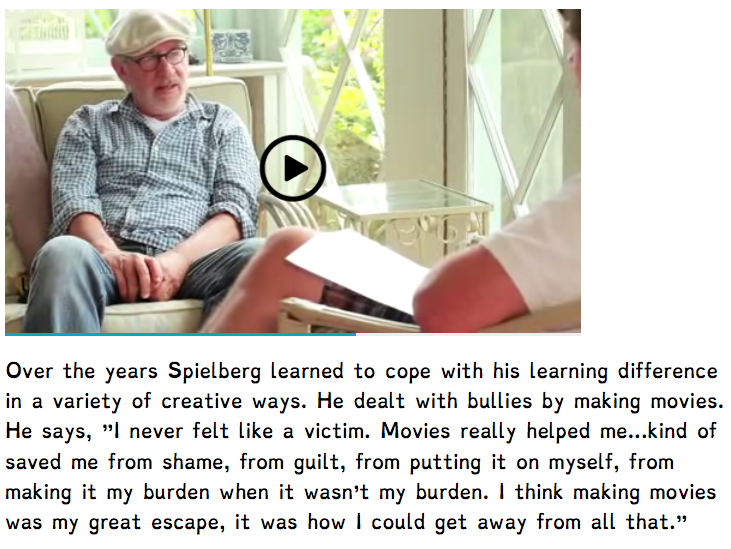 Over the years Spielberg learned to cope with his learning difference
in a variety of creative ways. He dealt with bullies by making movies.
He says, ”I never felt like a victim. Movies really helped me...kind of
saved me from shame, from guilt, from putting it on myself, from
making it my burden when it wasn’t my burden. I think making movies
was my great escape, it was how I could get away from all that.”